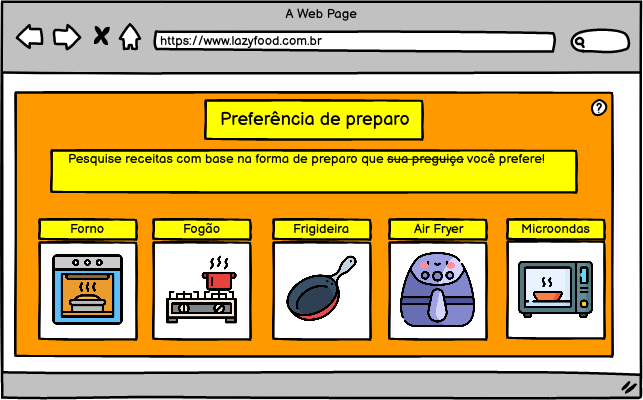 A Web Page
https://www.lazyfood.com.br
?
Preferência de preparo
Pesquise receitas com base na forma de preparo que sua preguiça você prefere!
Forno
Fogão
Frigideira
Air Fryer
Microondas